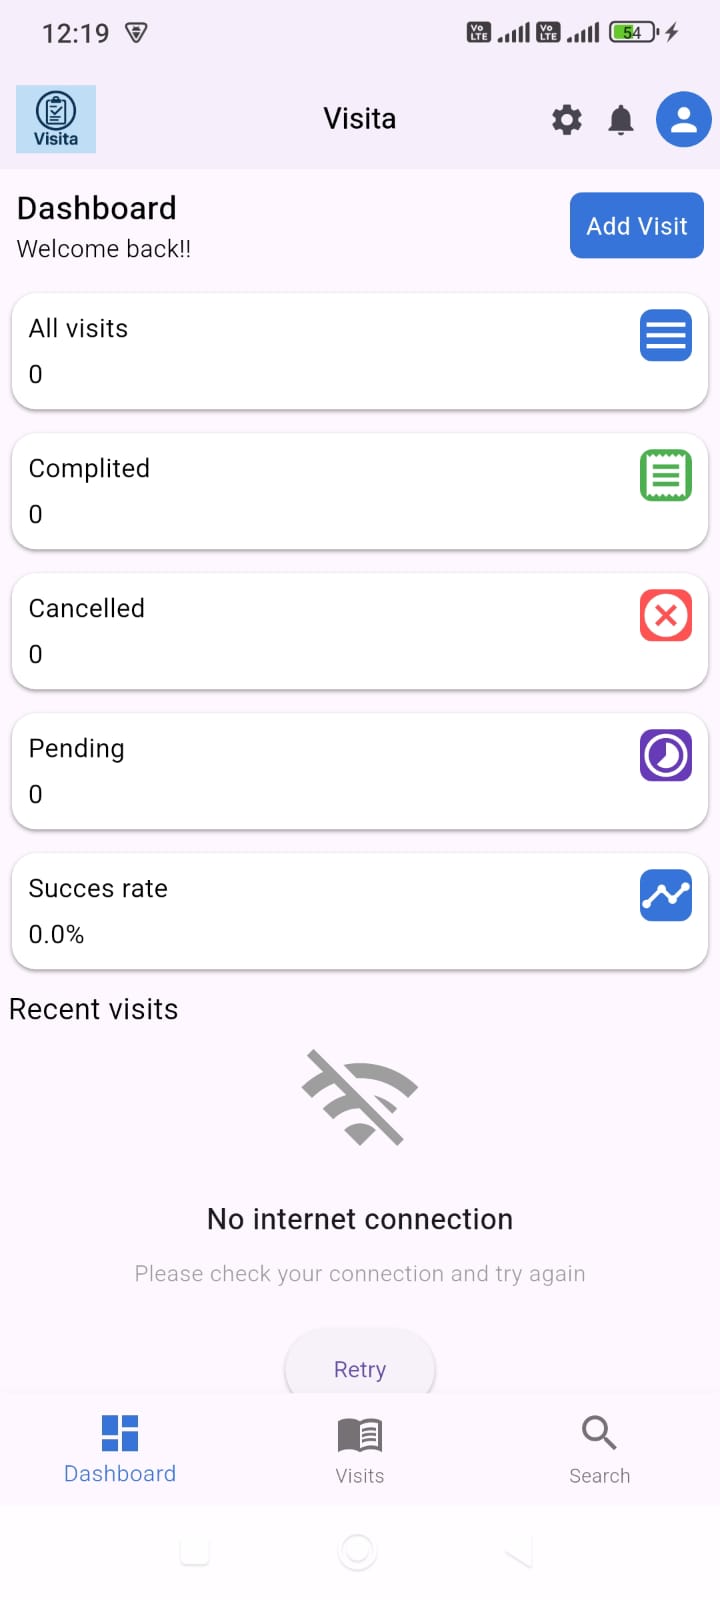 12:19
Vo LTE Vo LTE 54
Visita
Visita
Dashboard
Welcome back!!
Add Visit
All visits
0
Complited
0
Cancelled
0
Pending
0
Succes rate
0.0%
Recent visits
No internet connection
Please check your connection and try again
Retry
Dashboard
Visits
Search